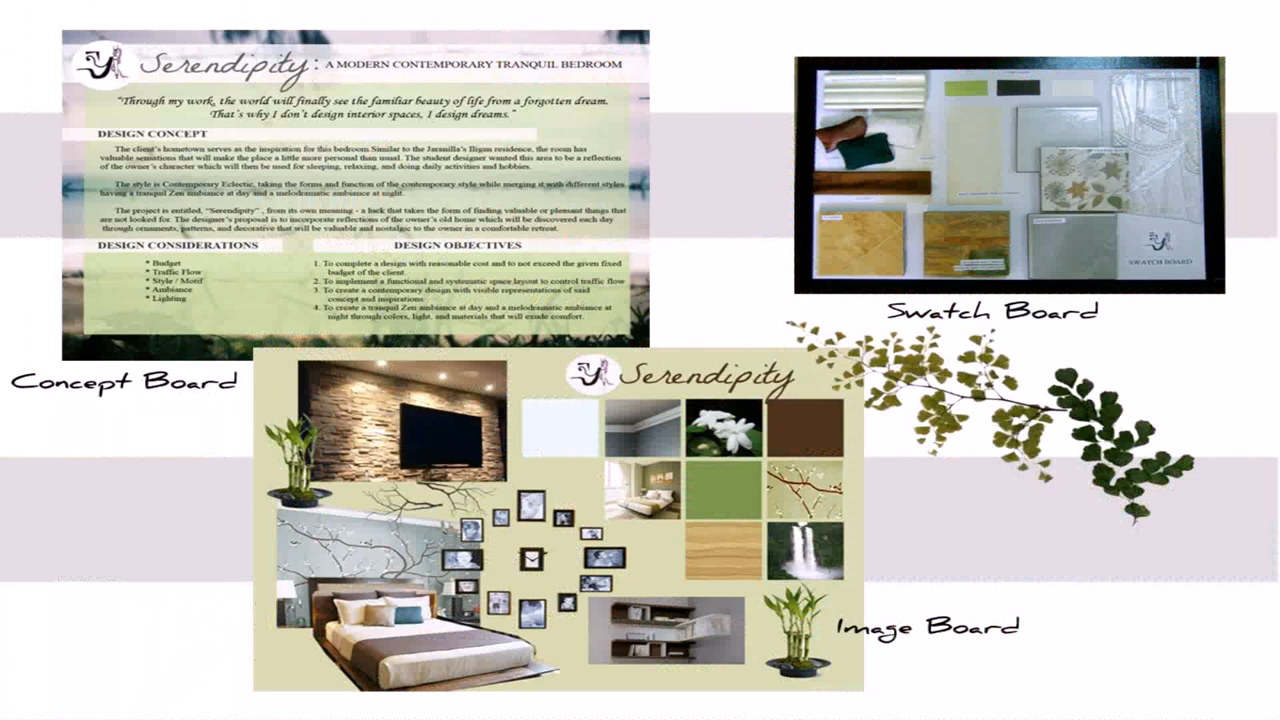 Serendipity: A MODERN CONTEMPORARY TRANQUIL BEDROOM
"Through my work, the world will finally see the familiar beauty of life from a forgotten dream.
That's why I don't design interior spaces, I design dreams."
DESIGN CONCEPT
The client's hometown serves as the inspiration for this bedroom. Similar to the Jaranilla's Iligan residence, the room has
valuable sensations that will make the place a little more personal than usual. The student designer wanted this area to be a reflection
of the owner's character which will then be used for sleeping, relaxing, and doing daily activities and hobbies.
The style is Contemporary Eclectic, taking the forms and function of the contemporary style while merging it with different styles
having a tranquil Zen ambiance at day and a melodramatic ambiance at night.
The project is entitled, "Serendipity" , from its own meaning - a luck that takes the form of finding valuable or pleasant things that
are not looked for. The designer's proposal is to incorporate reflections of the owner's old home which will be discovered each day
through ornaments, patterns, and decorative that will be valuable and nostalgic to the owner in a comfortable retreat.
DESIGN CONSIDERATIONS
* Budget
* Traffic Flow
* Style / Motif
* Ambiance
* Lighting
DESIGN OBJECTIVES
1. To complete a design with reasonable cost and to not exceed the given fixed
budget of the client.
2. To implement a functional and systematic space layout to control traffic flow
3. To create a contemporary design with visible representations of said
concept and inspirations
4. To create a tranquil Zen ambiance at day and a melodramatic ambiance at
night through colors, light, and materials that will exude comfort.
Concept Board
SWATCH BOARD
Swatch Board
Serendipity
Image Board